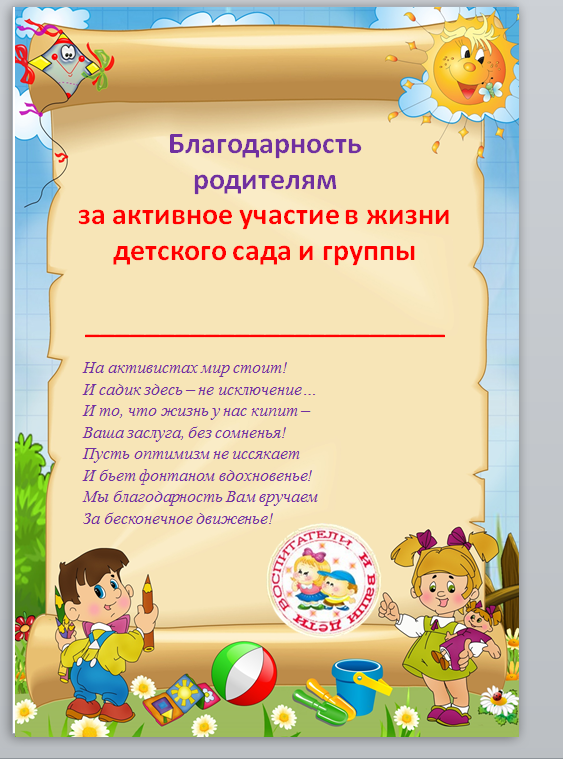 Благодарность
родителям
за активное участие в жизни
детского сада и группы
На активистах мир стоит!
И садик здесь – не исключение…
И то, что жизнь у нас кипит –
Ваша заслуга, без сомненья!
Пусть оптимизм не иссякает
И бьет фонтаном вдохновенье!
Мы благодарность Вам вручаем
За бесконечное движенье!
ВОСПИТАТЕЛИ И ВАШИ ДЕТИ